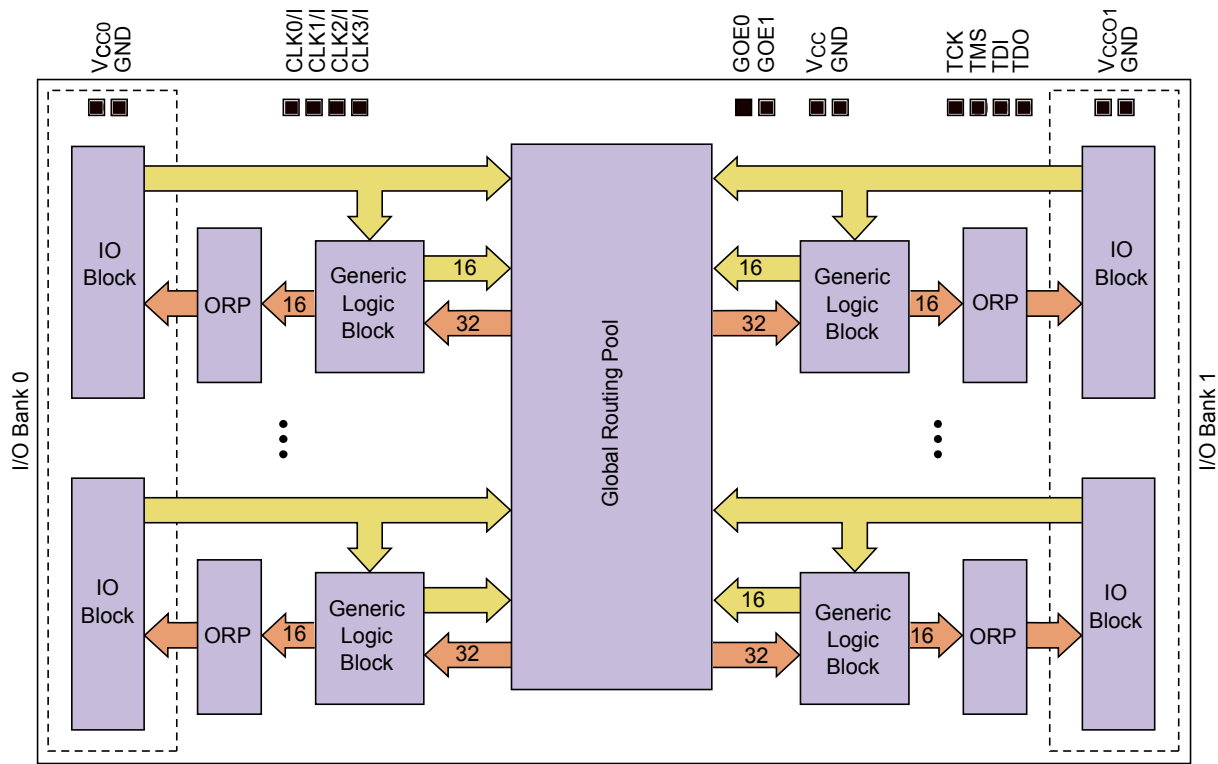 VCC0
GND
CLK0/I
CLK1/I
CLK2/I
CLK3/I
GOE0
GOE1
VCC
GND
TCK
TMS
TDI
TDO
VCCO1
GND
I/O Bank 0
IO
Block
ORP
16
Generic
Logic
Block
16
32
Global Routing Pool
16
32
Generic
Logic
Block
16
ORP
IO
Block
I/O Bank 1
IO
Block
ORP
16
Generic
Logic
Block
32
16
32
Generic
Logic
Block
16
ORP
IO
Block